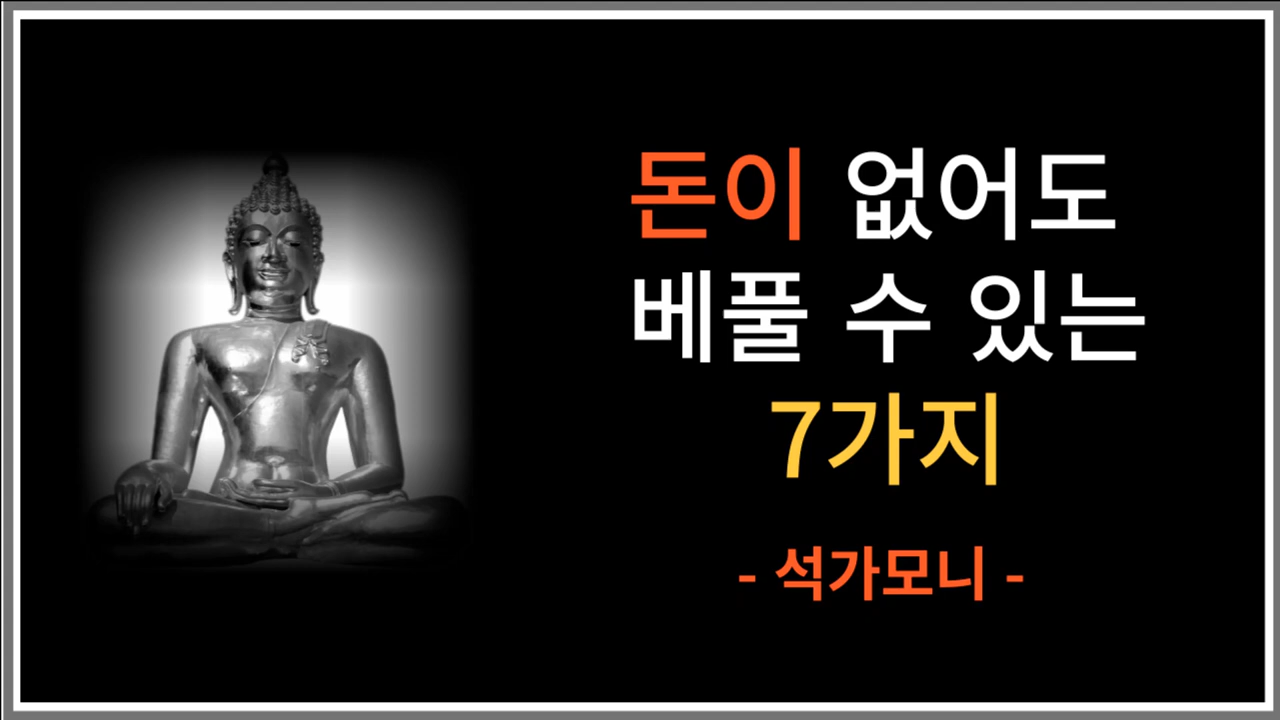 돈이 없어도
베풀 수 있는
7가지
- 석가모니 -